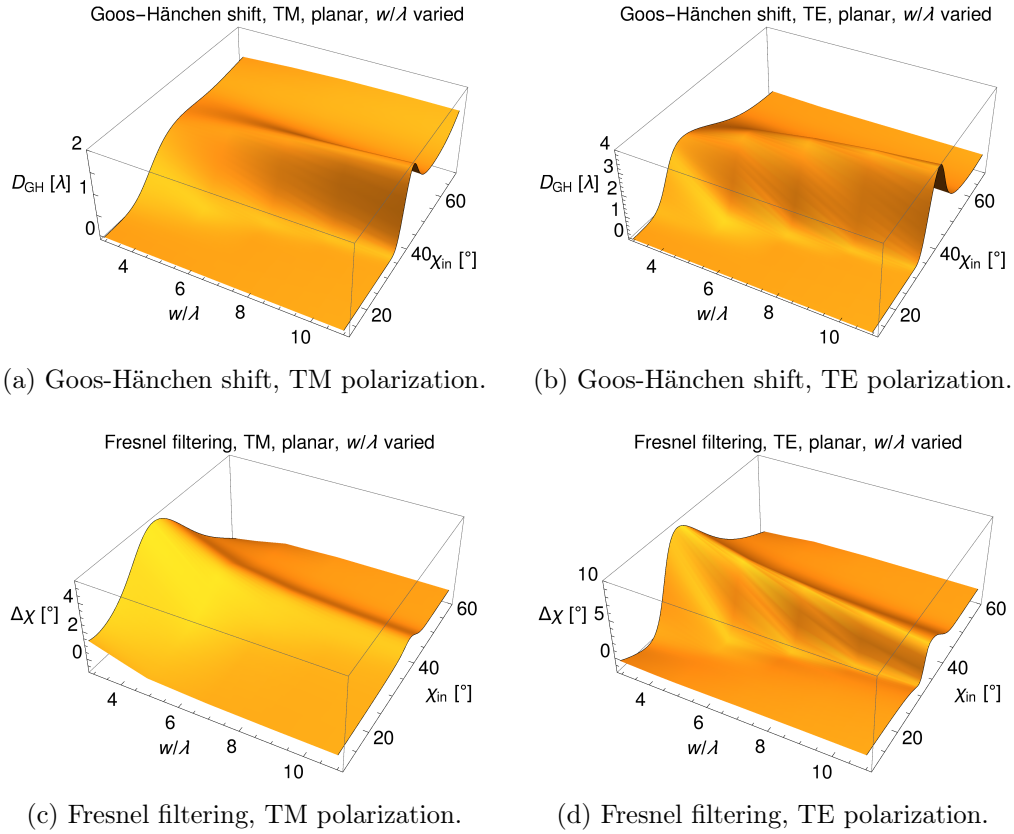 Goos–Hänchen shift, TM, planar, w/λ varied
2
1
0
D_GH [λ]
4
6
8
10
w/λ
20
40
60
χ_in [°]
Goos–Hänchen shift, TE, planar, w/λ varied
4
3
2
1
0
D_GH [λ]
4
6
8
10
w/λ
20
40
60
χ_in [°]
(a) Goos-Hänchen shift, TM polarization.
(b) Goos-Hänchen shift, TE polarization.
Fresnel filtering, TM, planar, w/λ varied
4
2
0
Δχ [°]
4
6
8
10
w/λ
20
40
60
χ_in [°]
Fresnel filtering, TE, planar, w/λ varied
10
5
0
Δχ [°]
4
6
8
10
w/λ
20
40
60
χ_in [°]
(c) Fresnel filtering, TM polarization.
(d) Fresnel filtering, TE polarization.